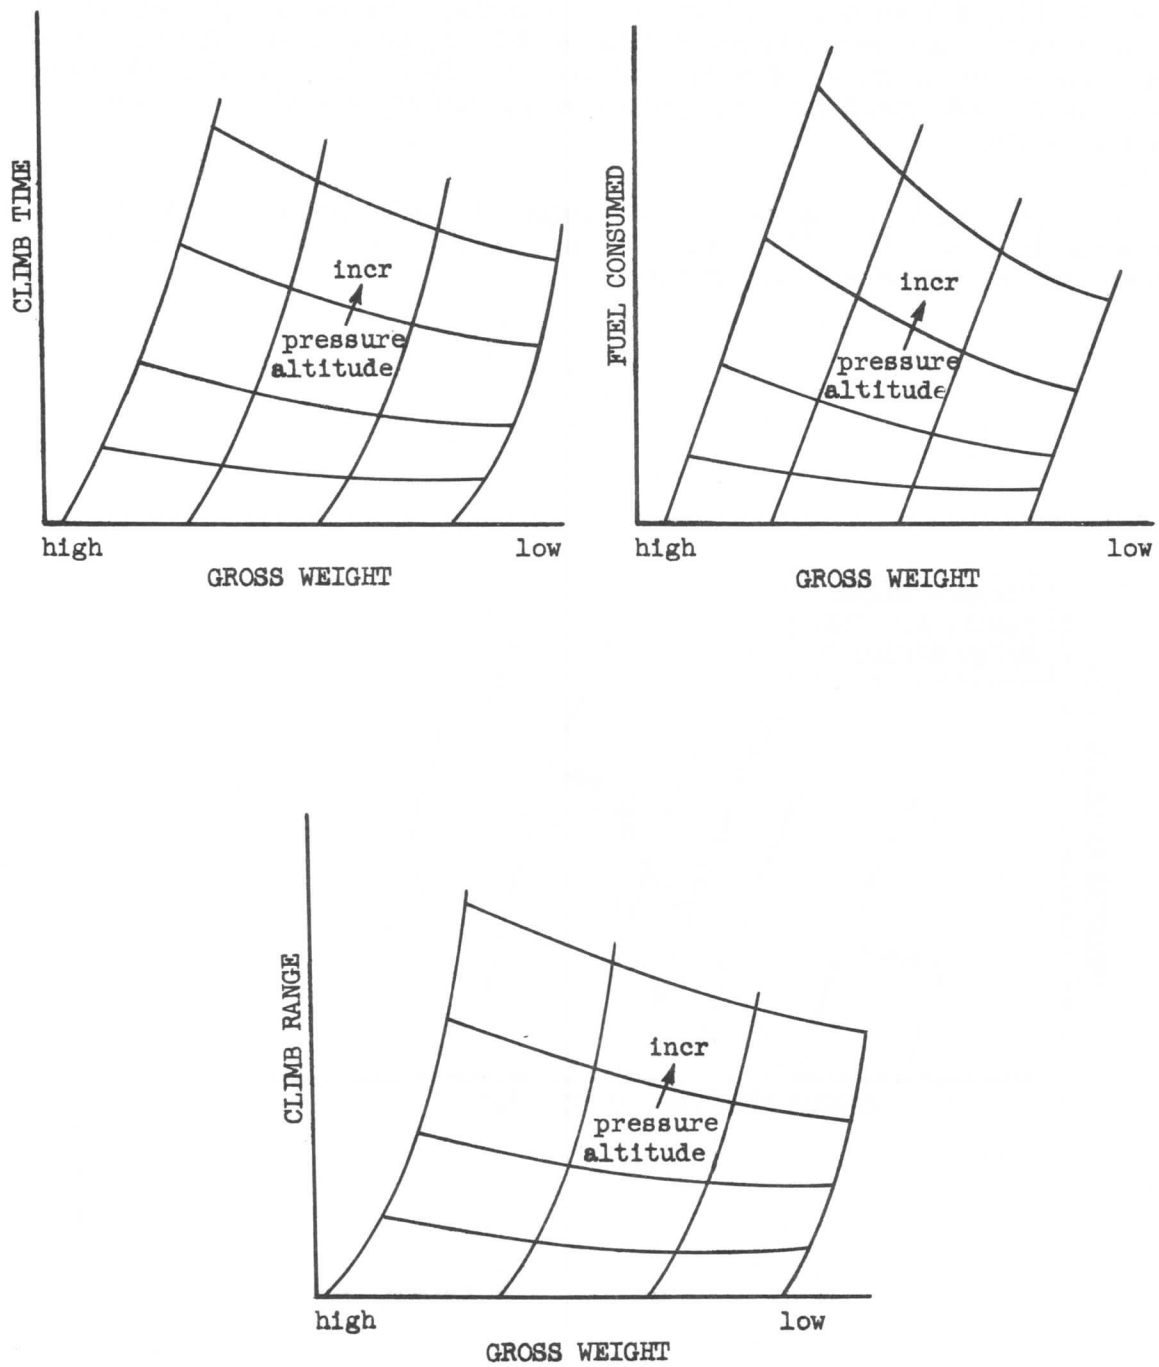 CLIMB TIME
incr
pressure
altitude
high
low
GROSS WEIGHT
FUEL CONSUMED
incr
pressure
altitude
high
low
GROSS WEIGHT
CLIMB RANGE
incr
pressure
altitude
high
low
GROSS WEIGHT